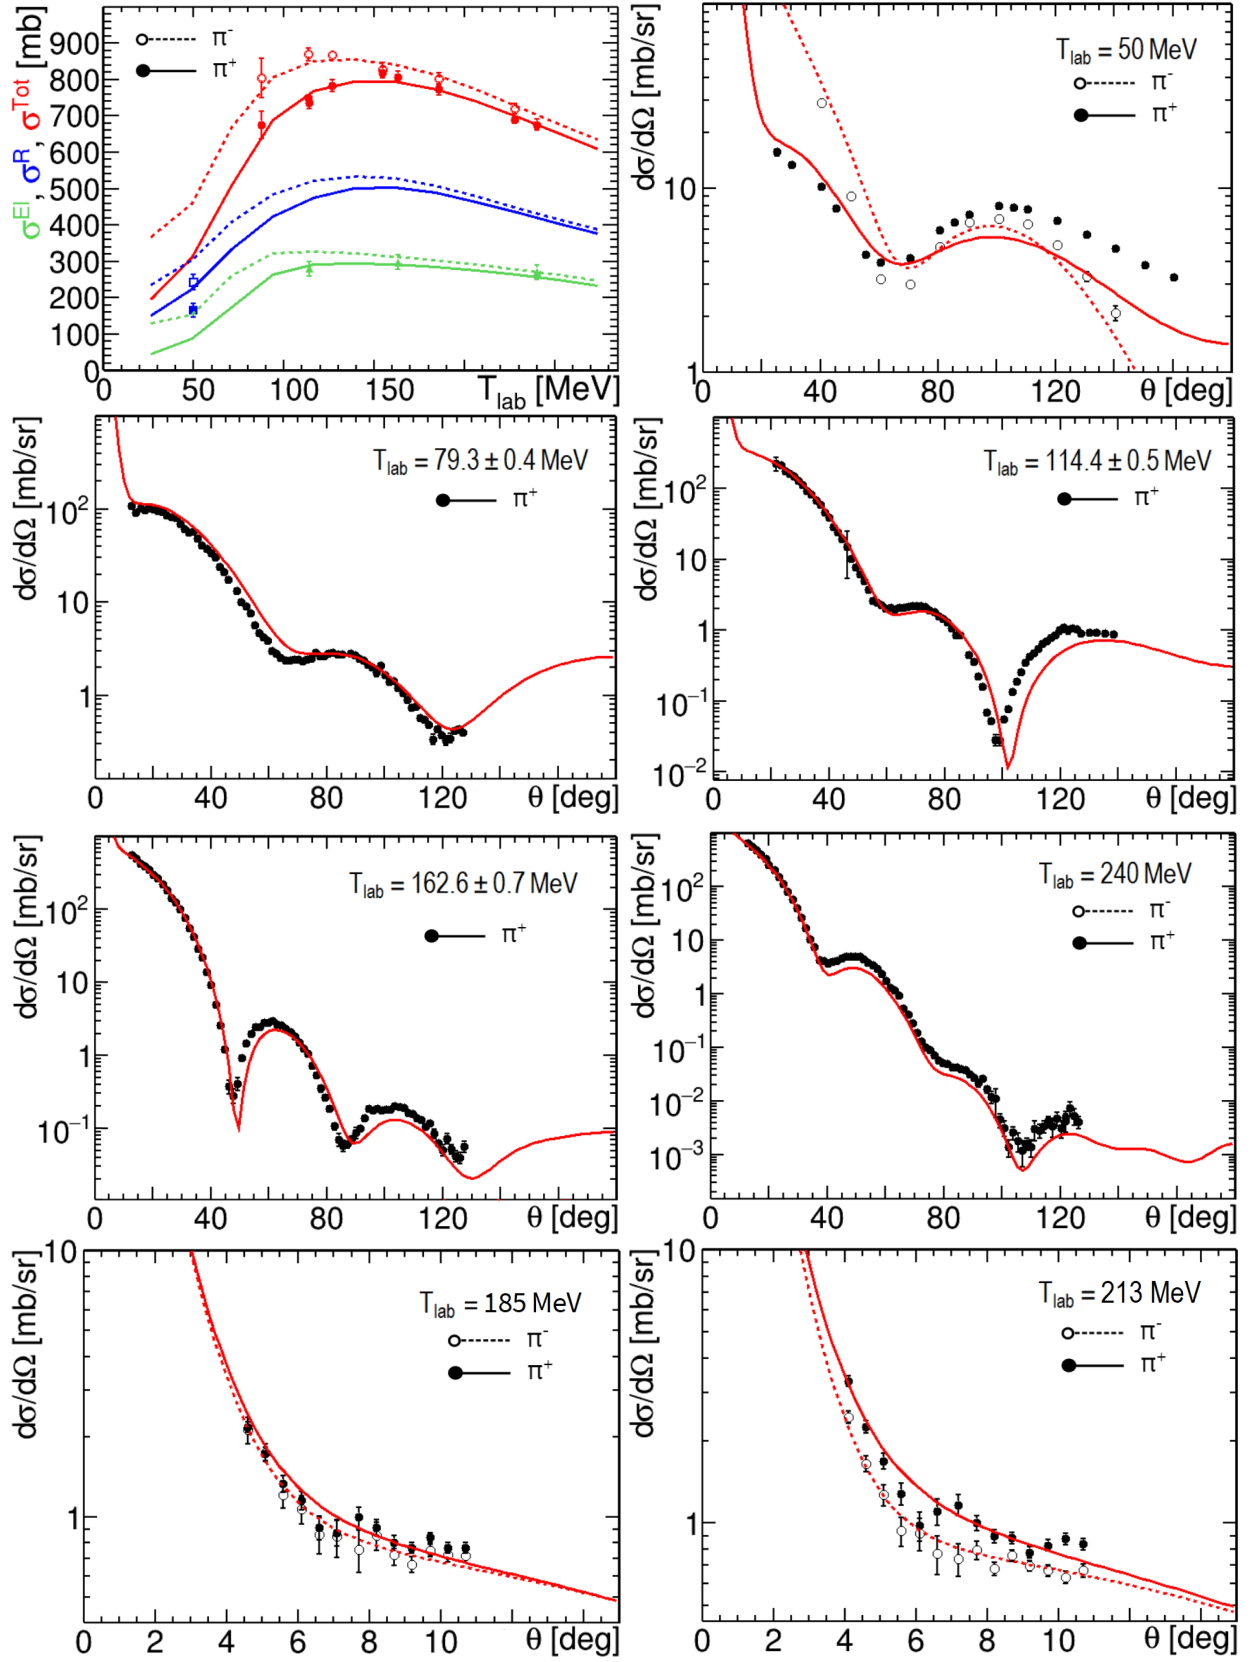 σ^El, σ^R, σ^Tot [mb]
900
800
700
600
500
400
300
200
100
0
π⁻
π⁺
0 50 100 150 T_lab [MeV]
dσ/dΩ [mb/sr]
10
1
T_lab = 50 MeV
π⁻
π⁺
0 40 80 120 θ [deg]
dσ/dΩ [mb/sr]
10²
10
1
T_lab = 79.3 ± 0.4 MeV
π⁺
0 40 80 120 θ [deg]
dσ/dΩ [mb/sr]
10²
10
1
10⁻¹
10⁻²
T_lab = 114.4 ± 0.5 MeV
π⁺
0 40 80 120 θ [deg]
dσ/dΩ [mb/sr]
10²
10
1
10⁻¹
T_lab = 162.6 ± 0.7 MeV
π⁺
0 40 80 120 θ [deg]
dσ/dΩ [mb/sr]
10²
10
1
10⁻¹
10⁻²
10⁻³
T_lab = 240 MeV
π⁻
π⁺
0 40 80 120 θ [deg]
dσ/dΩ [mb/sr]
10
1
T_lab = 185 MeV
π⁻
π⁺
0 2 4 6 8 10 θ [deg]
dσ/dΩ [mb/sr]
10
1
T_lab = 213 MeV
π⁻
π⁺
0 2 4 6 8 10 θ [deg]